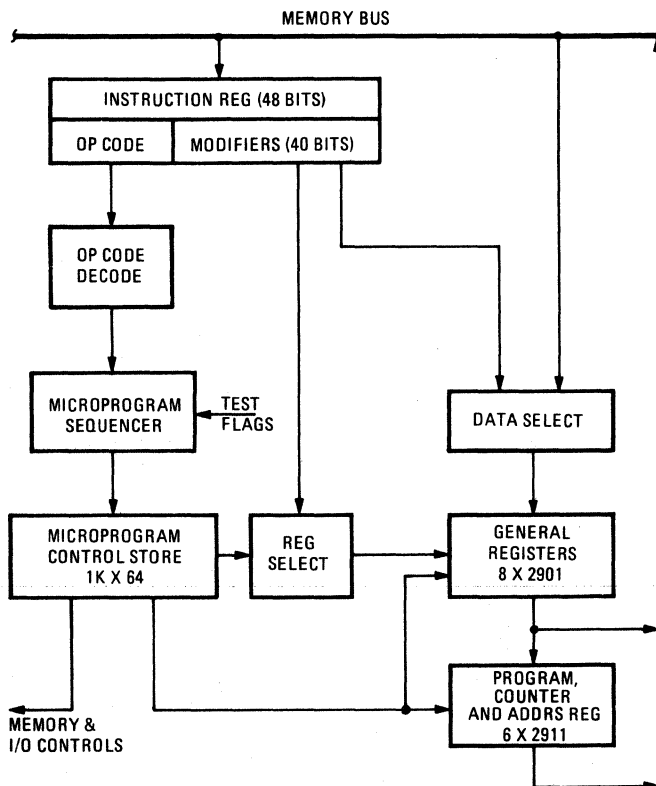 MEMORY BUS
INSTRUCTION REG (48 BITS)
OP CODE
MODIFIERS (40 BITS)
OP CODE
DECODE
MICROPROGRAM
SEQUENCER
TEST
FLAGS
DATA SELECT
MICROPROGRAM
CONTROL STORE
1K X 64
REG
SELECT
GENERAL
REGISTERS
8 X 2901
PROGRAM,
COUNTER
AND ADDRS REG
6 X 2911
MEMORY &
I/O CONTROLS